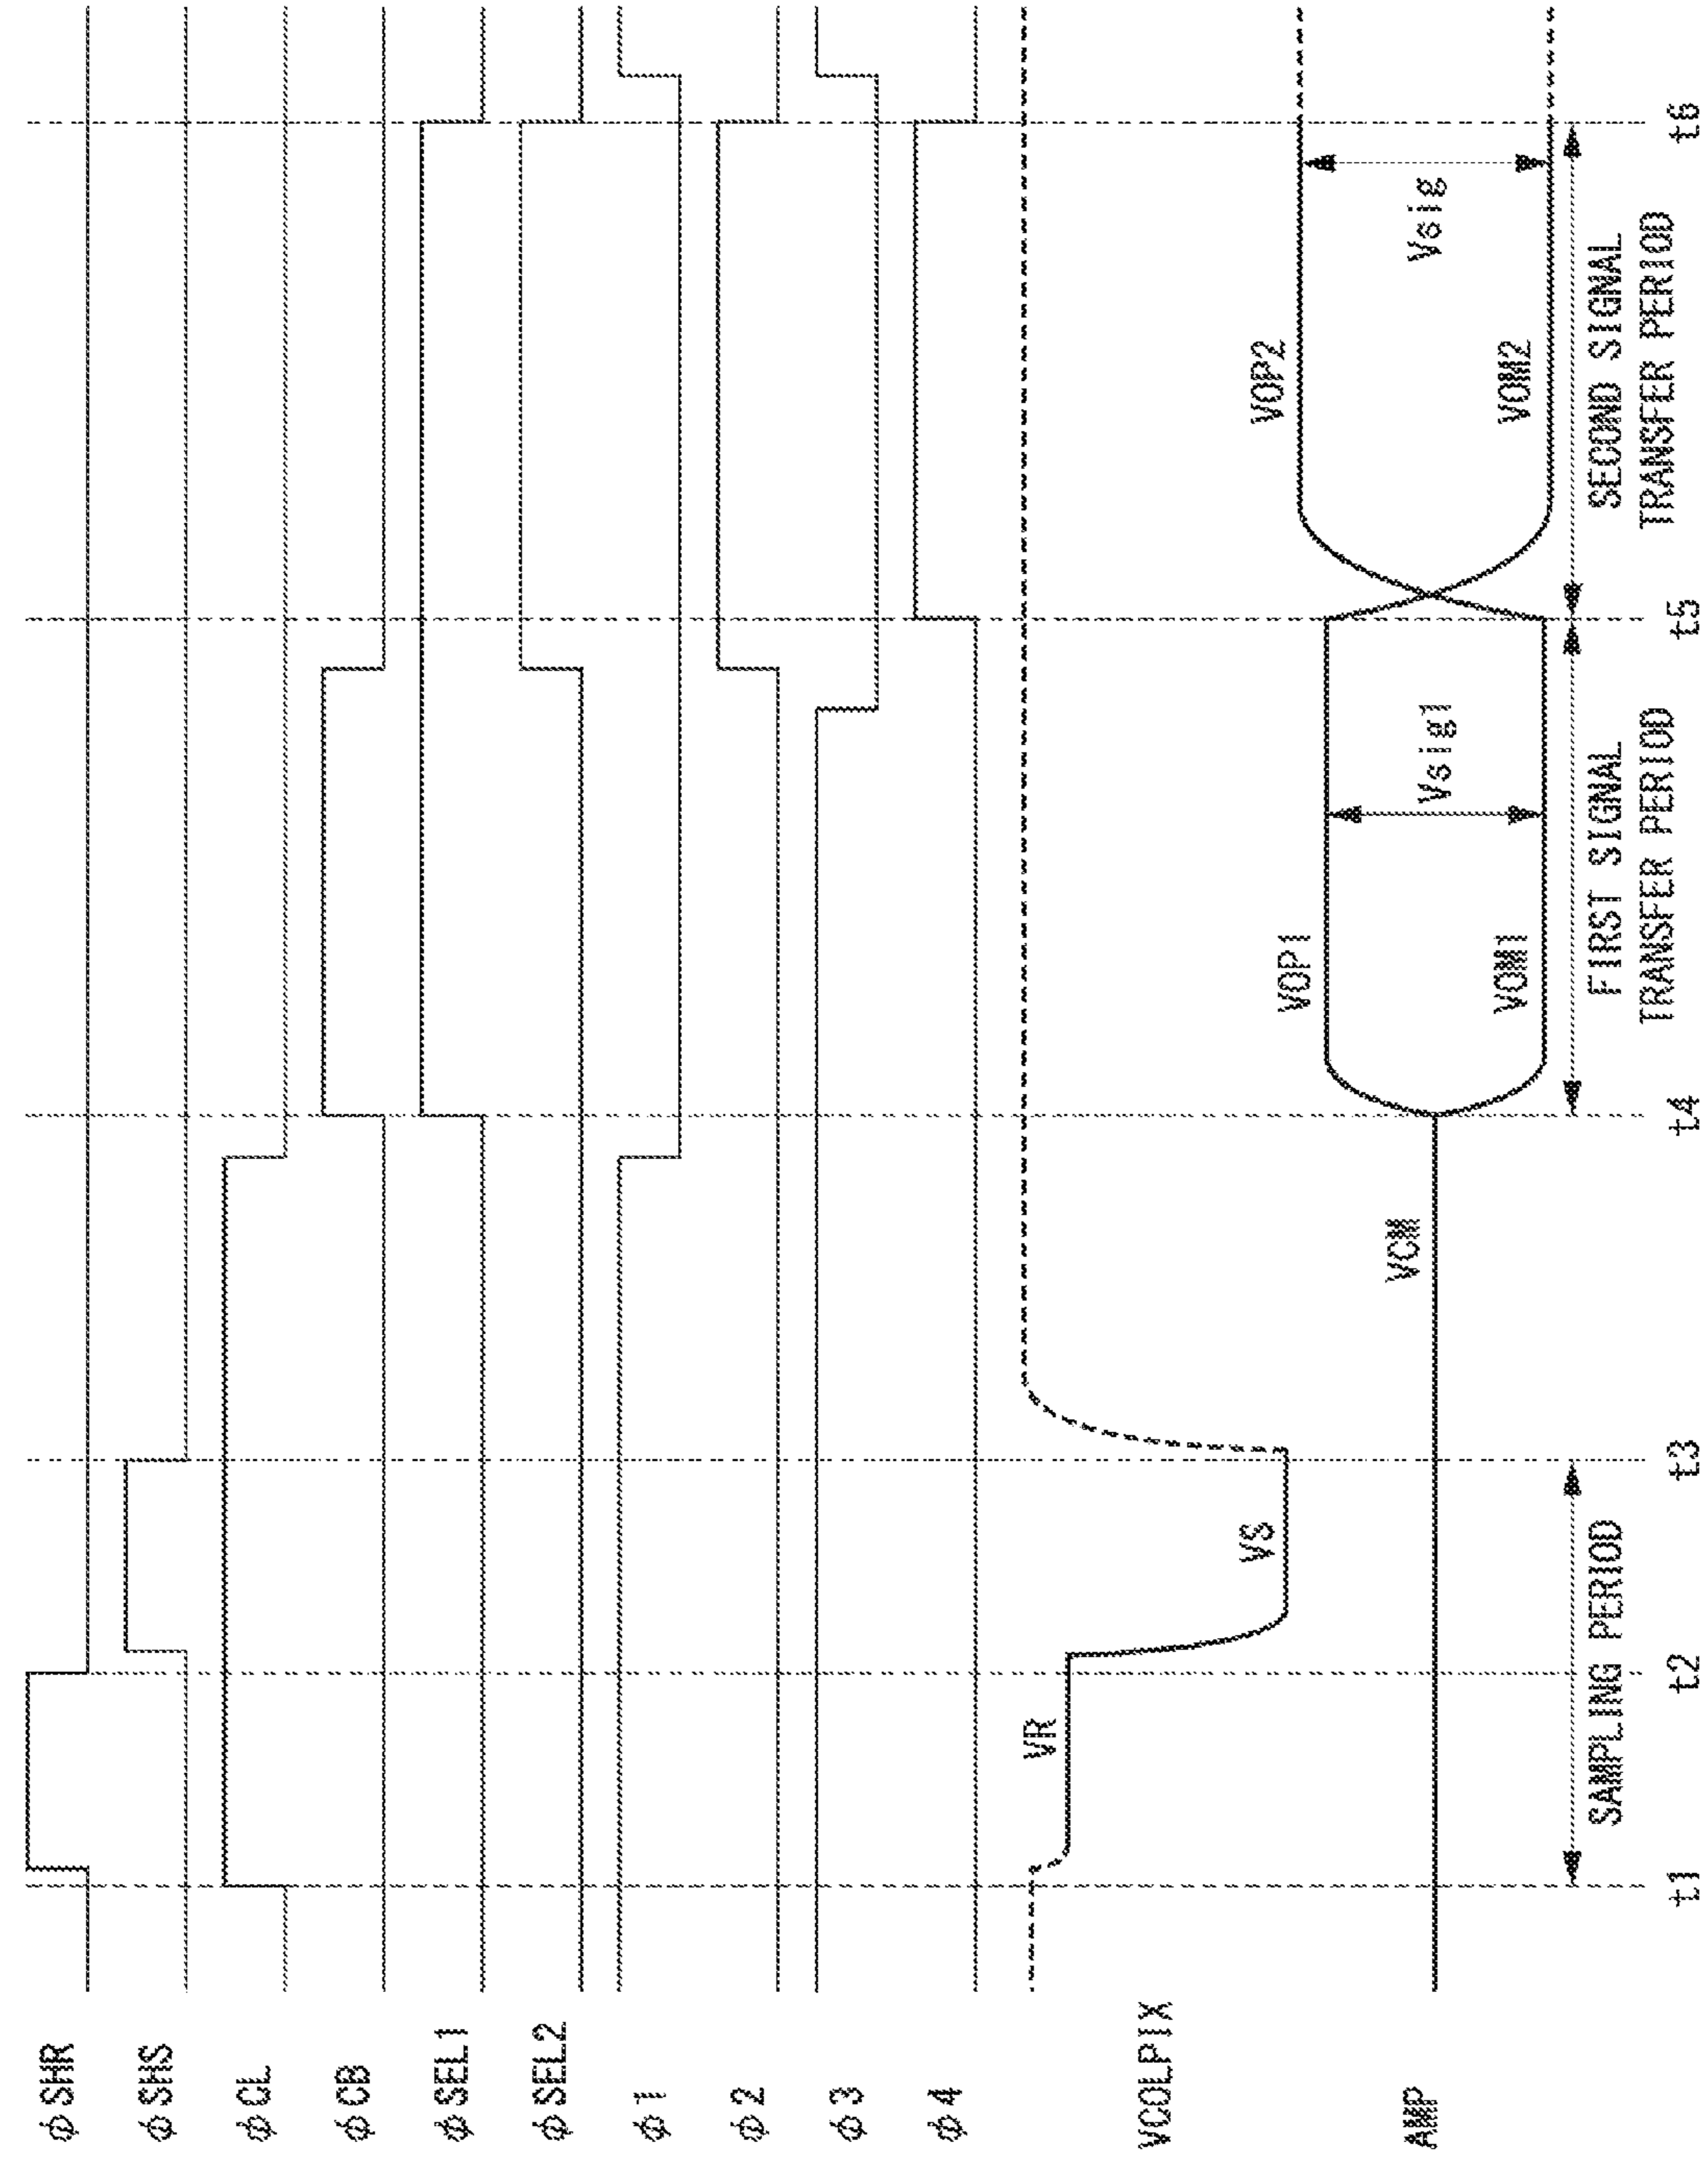 φSHR
φSHS
φCL
φCB
φSEL1
φSEL2
φ1
φ2
φ3
φ4
VCOLPIX
VR
VS
AMP
VCM
VOP1
VOM1
Vsig1
VOP2
VOM2
Vsig
SAMPLING PERIOD
FIRST SIGNAL
TRANSFER PERIOD
SECOND SIGNAL
TRANSFER PERIOD
t1
t2
t3
t4
t5
t6